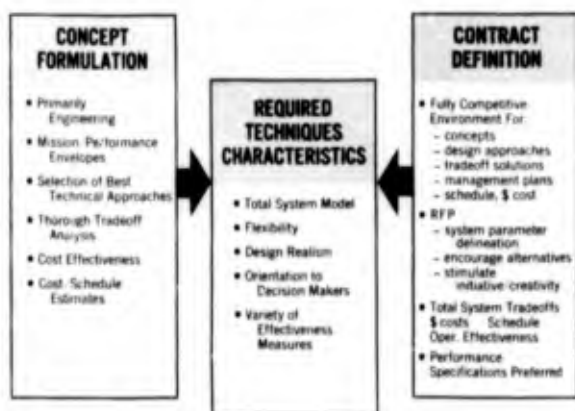 CONCEPT
FORMULATION
• Primarily
Engineering
• Mission/Performance
Envelopes
• Selection of Best
Technical Approaches
• Thorough Tradeoff
Analysis
• Cost Effectiveness
• Cost/Schedule
Estimates
REQUIRED
TECHNIQUES
CHARACTERISTICS
• Total System Model
• Flexibility
• Design Realism
• Orientation to
Decision Makers
• Variety of
Effectiveness
Measures
CONTRACT
DEFINITION
• Fully Competitive
Environment For:
– concepts
– design approaches
– tradeoff solutions
– management plans
– schedule, $ cost
• RFP
– system parameter
delineation
– encourage alternatives
– stimulate
initiative/creativity
• Total System Tradeoffs
$ costs Schedule
Oper. Effectiveness
• Performance
Specifications Preferred